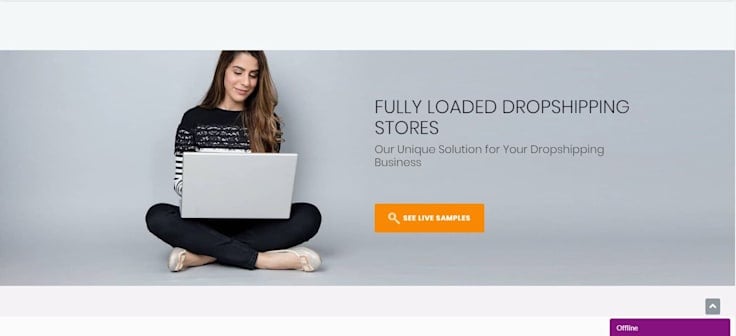 FULLY LOADED DROPSHIPPING
STORES
Our Unique Solution for Your Dropshipping
Business
SEE LIVE SAMPLES
Offline